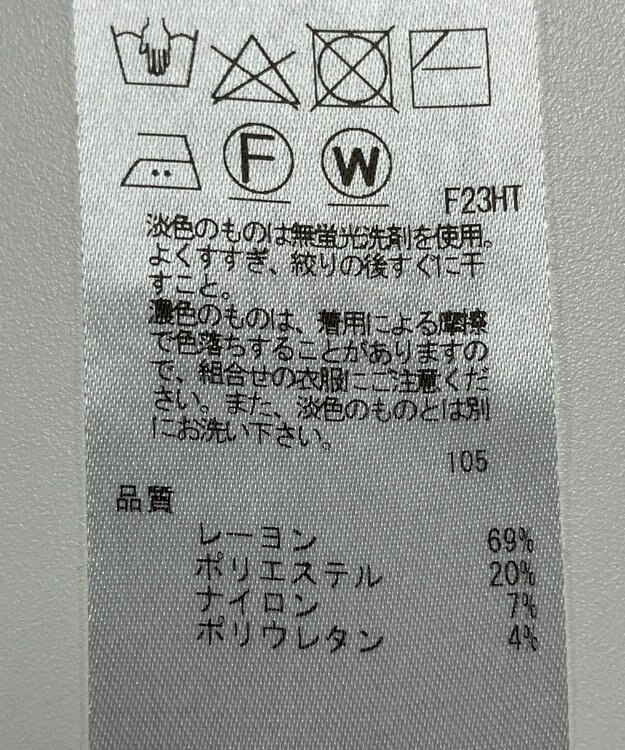 F W
F23HT
淡色のものは無蛍光洗剤を使用。
よくすすぎ、絞りの後すぐに干
すこと。
濃色のものは、着用による摩擦
で色落ちすることがありますの
で、組合せの衣服にご注意くだ
さい。また、淡色のものとは別
にお洗い下さい。
105
品質
レーヨン 69%
ポリエステル 20%
ナイロン 7%
ポリウレタン 4%